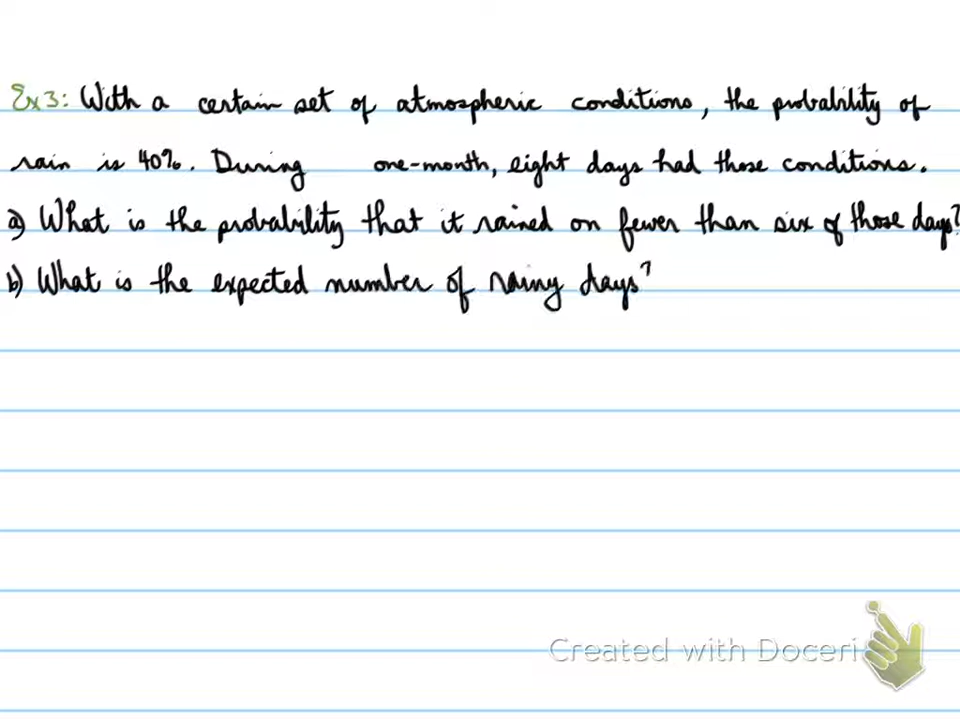 Ex 3: With a certain set of atmospheric conditions, the probability of
rain is 40%. During one-month, eight days had those conditions.
a) What is the probability that it rained on fewer than six of those days?
b) What is the expected number of rainy days?
Created with Doceri